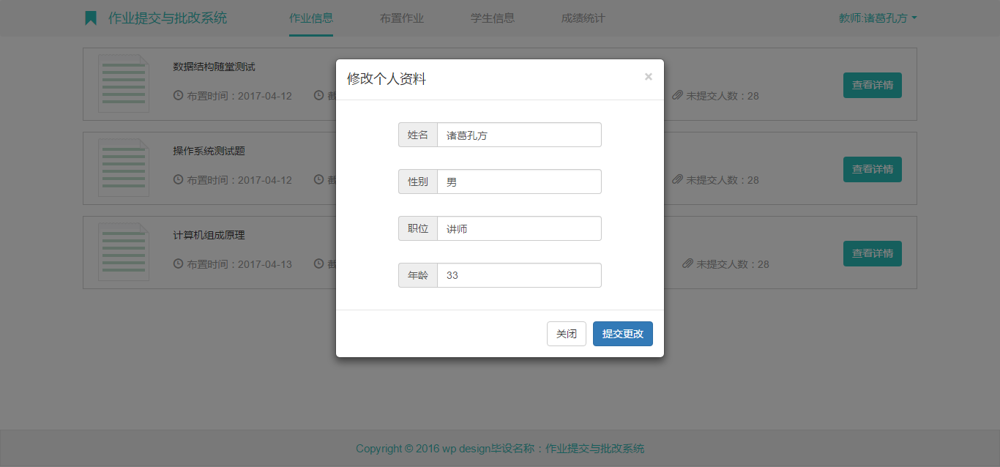 作业提交与批改系统
作业信息
布置作业
学生信息
成绩统计
教师:诸葛孔方
数据结构随堂测试
布置时间：2017-04-12
截
未提交人数：28
查看详情
操作系统测试题
布置时间：2017-04-12
截
未提交人数：28
查看详情
计算机组成原理
布置时间：2017-04-13
截
未提交人数：28
查看详情
修改个人资料
×
姓名 诸葛孔方
性别 男
职位 讲师
年龄 33
关闭
提交更改
Copyright © 2016 wp design毕设名称：作业提交与批改系统